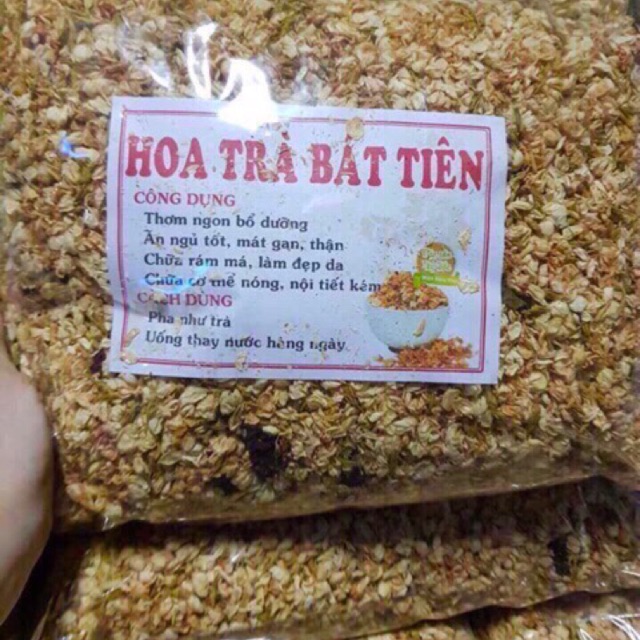 HOA TRÀ BÁT TIÊN
CÔNG DỤNG
Thơm ngon bổ dưỡng
Ăn ngủ tốt, mát gan, thận
Chữa rám má, làm đẹp da
Chữa cơ thể nóng, nội tiết kém
CÁCH DÙNG
Pha như trà
Uống thay nước hàng ngày